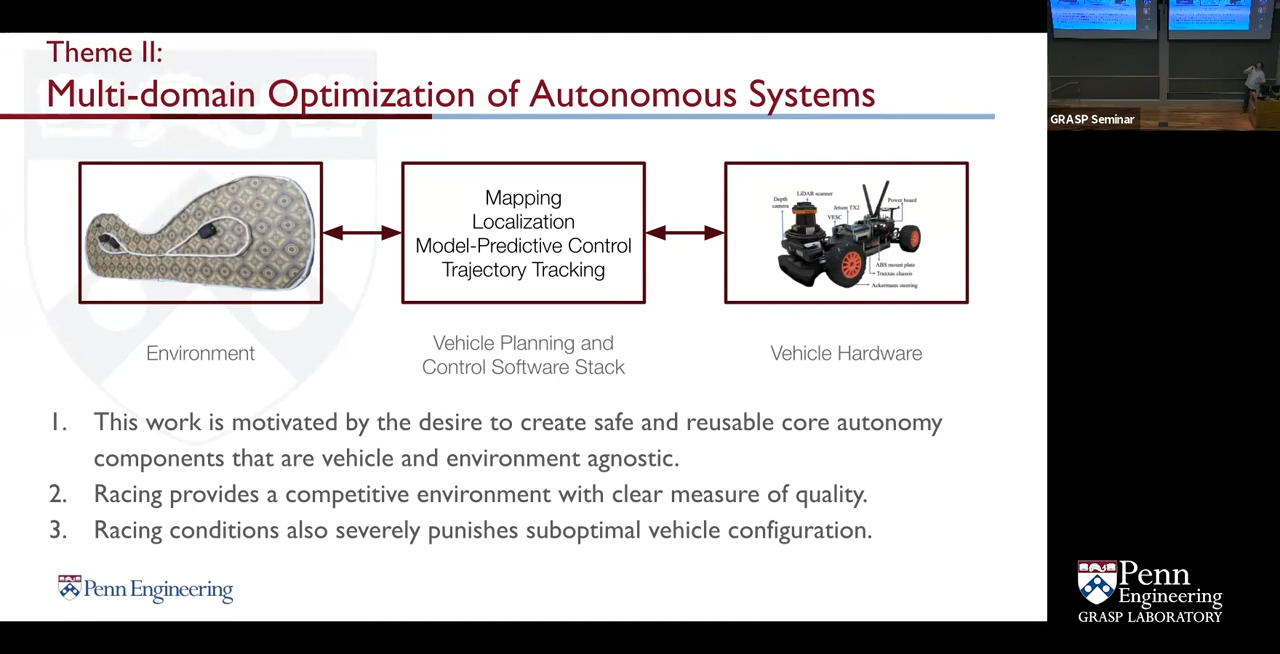 Theme II:
Multi-domain Optimization of Autonomous Systems
GRASP Seminar
Mapping
Localization
Model-Predictive Control
Trajectory Tracking
LiDAR scanner
Depth
camera
Jetson TX2
VESC
Power board
ABS mount plate
Traxxas chassis
Ackermann steering
Environment
Vehicle Planning and
Control Software Stack
Vehicle Hardware
1. This work is motivated by the desire to create safe and reusable core autonomy
components that are vehicle and environment agnostic.
2. Racing provides a competitive environment with clear measure of quality.
3. Racing conditions also severely punishes suboptimal vehicle configuration.
Penn Engineering
Penn
Engineering
GRASP LABORATORY